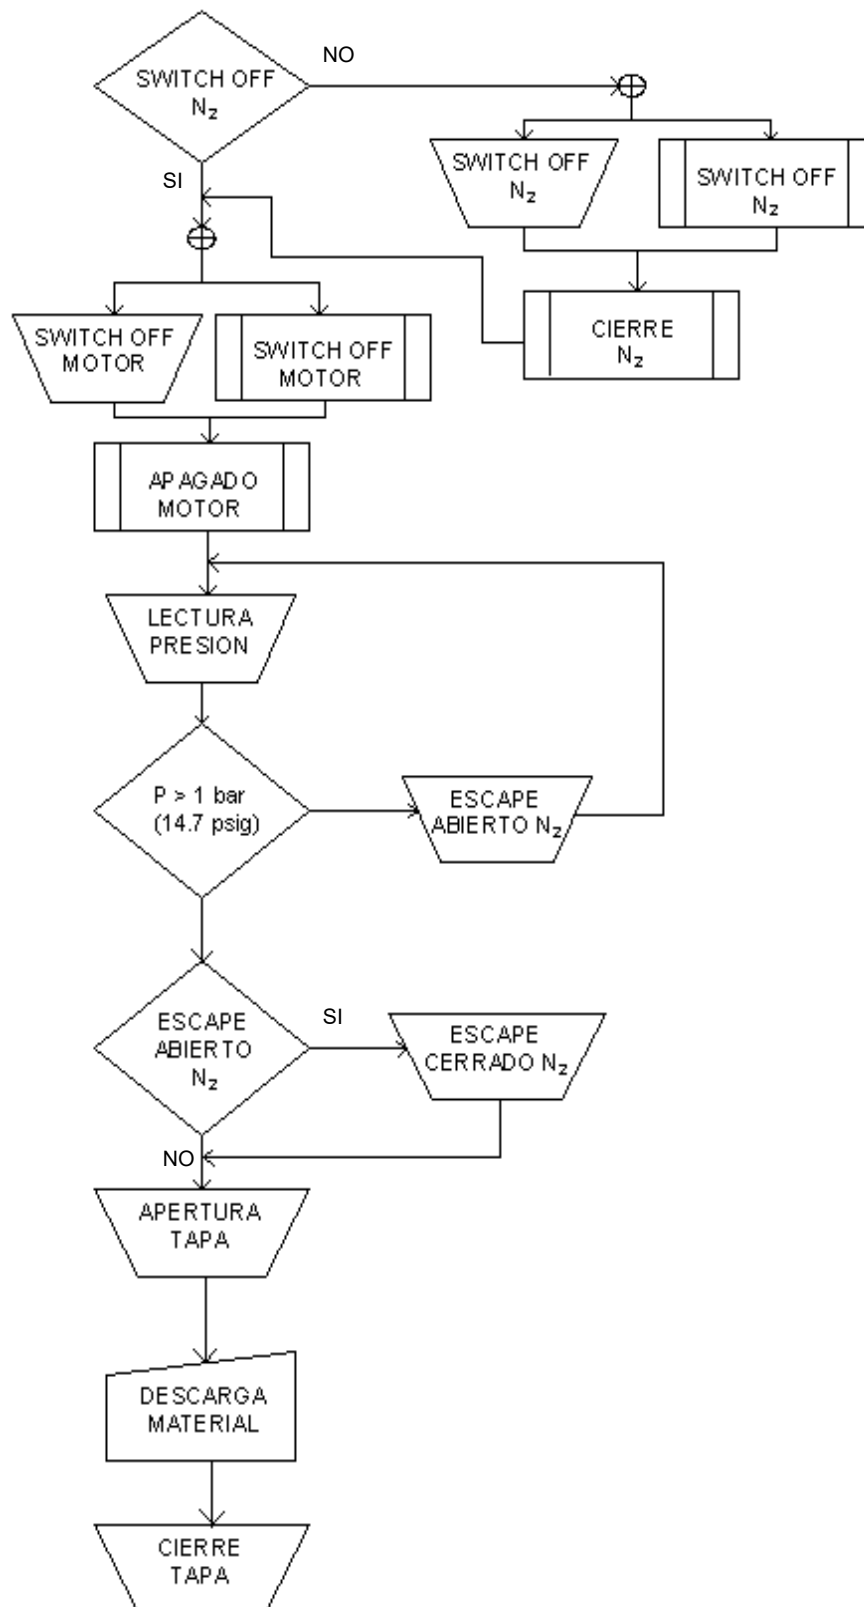 SWITCH OFF
N₂
NO
SI
SWITCH OFF
N₂
SWITCH OFF
N₂
CIERRE
N₂
SWITCH OFF
MOTOR
SWITCH OFF
MOTOR
APAGADO
MOTOR
LECTURA
PRESION
P > 1 bar
(14.7 psig)
ESCAPE
ABIERTO N₂
ESCAPE
ABIERTO
N₂
SI
ESCAPE
CERRADO N₂
NO
APERTURA
TAPA
DESCARGA
MATERIAL
CIERRE
TAPA